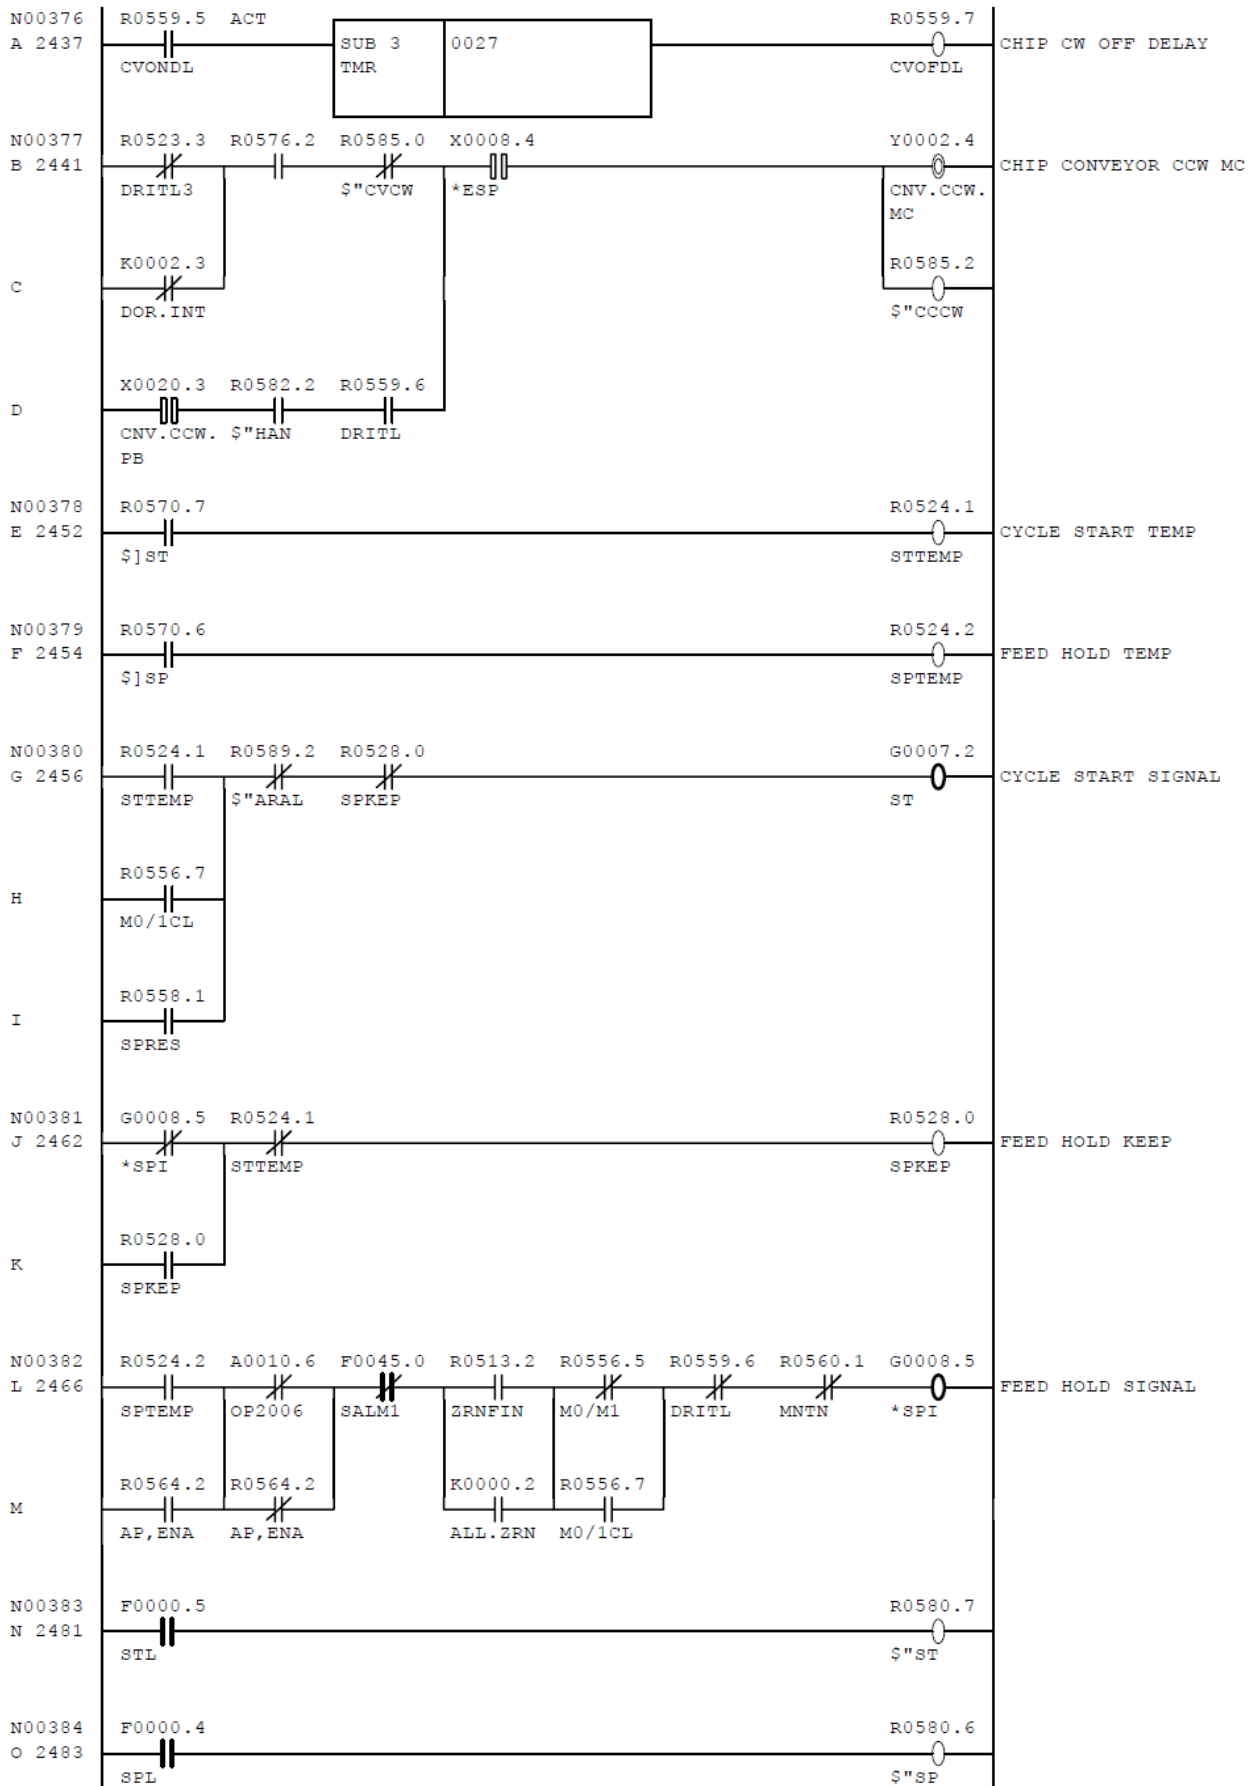 N00376 R0559.5 ACT R0559.7
A 2437 SUB 3 0027 CHIP CW OFF DELAY
CVONDL TMR CVOFDL
N00377 R0523.3 R0576.2 R0585.0 X0008.4 Y0002.4
B 2441 CHIP CONVEYOR CCW MC
DRITL3 $"CVCW *ESP CNV.CCW.
MC
K0002.3 R0585.2
C
DOR.INT $"CCCW
X0020.3 R0582.2 R0559.6
D
CNV.CCW. $"HAN DRITL
PB
N00378 R0570.7 R0524.1
E 2452 CYCLE START TEMP
$]ST STTEMP
N00379 R0570.6 R0524.2
F 2454 FEED HOLD TEMP
$]SP SPTEMP
N00380 R0524.1 R0589.2 R0528.0 G0007.2
G 2456 CYCLE START SIGNAL
STTEMP $"ARAL SPKEP ST
R0556.7
H
M0/1CL
R0558.1
I
SPRES
N00381 G0008.5 R0524.1 R0528.0
J 2462 FEED HOLD KEEP
*SPI STTEMP SPKEP
R0528.0
K
SPKEP
N00382 R0524.2 A0010.6 F0045.0 R0513.2 R0556.5 R0559.6 R0560.1 G0008.5
L 2466 FEED HOLD SIGNAL
SPTEMP OP2006 SALM1 ZRNFIN M0/M1 DRITL MNTN *SPI
R0564.2 R0564.2 K0000.2 R0556.7
M
AP,ENA AP,ENA ALL.ZRN M0/1CL
N00383 F0000.5 R0580.7
N 2481
STL $"ST
N00384 F0000.4 R0580.6
O 2483
SPL $"SP